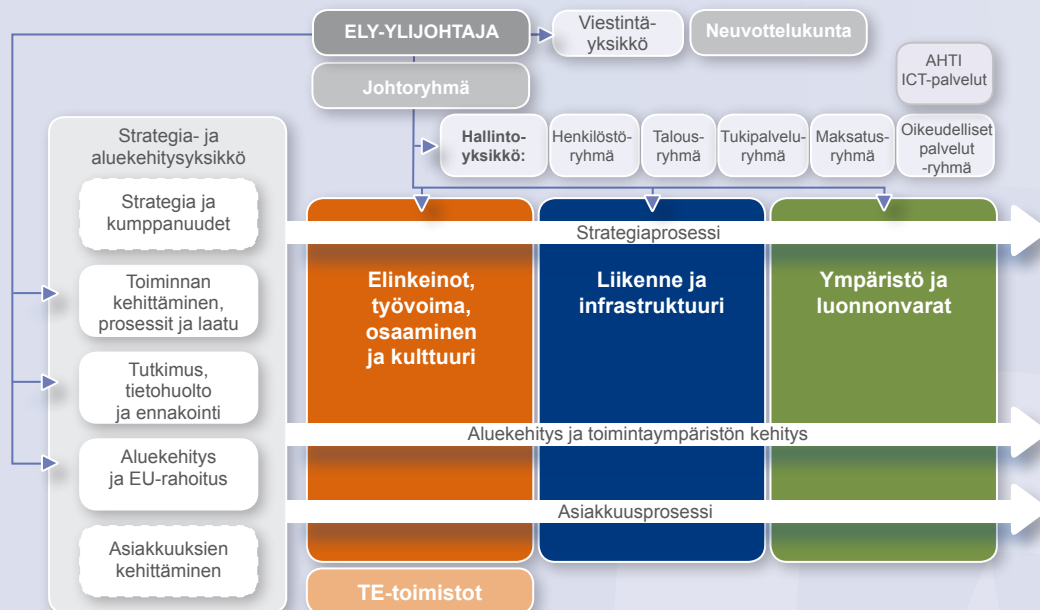 ELY-YLIJOHTAJA
Viestintä-
yksikkö
Neuvottelukunta
AHTI
ICT-palvelut
Johtoryhmä
Hallinto-
yksikkö:
Henkilöstö-
ryhmä
Talous-
ryhmä
Tukipalvelu-
ryhmä
Maksatus-
ryhmä
Oikeudelliset
palvelut
-ryhmä
Strategia- ja
aluekehitysyksikkö
Strategia ja
kumppanuudet
Toiminnan
kehittäminen,
prosessit ja laatu
Tutkimus,
tietohuolto
ja ennakointi
Aluekehitys
ja EU-rahoitus
Asiakkuuksien
kehittäminen
Strategiaprosessi
Elinkeinot,
työvoima,
osaaminen
ja kulttuuri
Liikenne ja
infrastruktuuri
Ympäristö ja
luonnonvarat
Aluekehitys ja toimintaympäristön kehitys
Asiakkuusprosessi
TE-toimistot